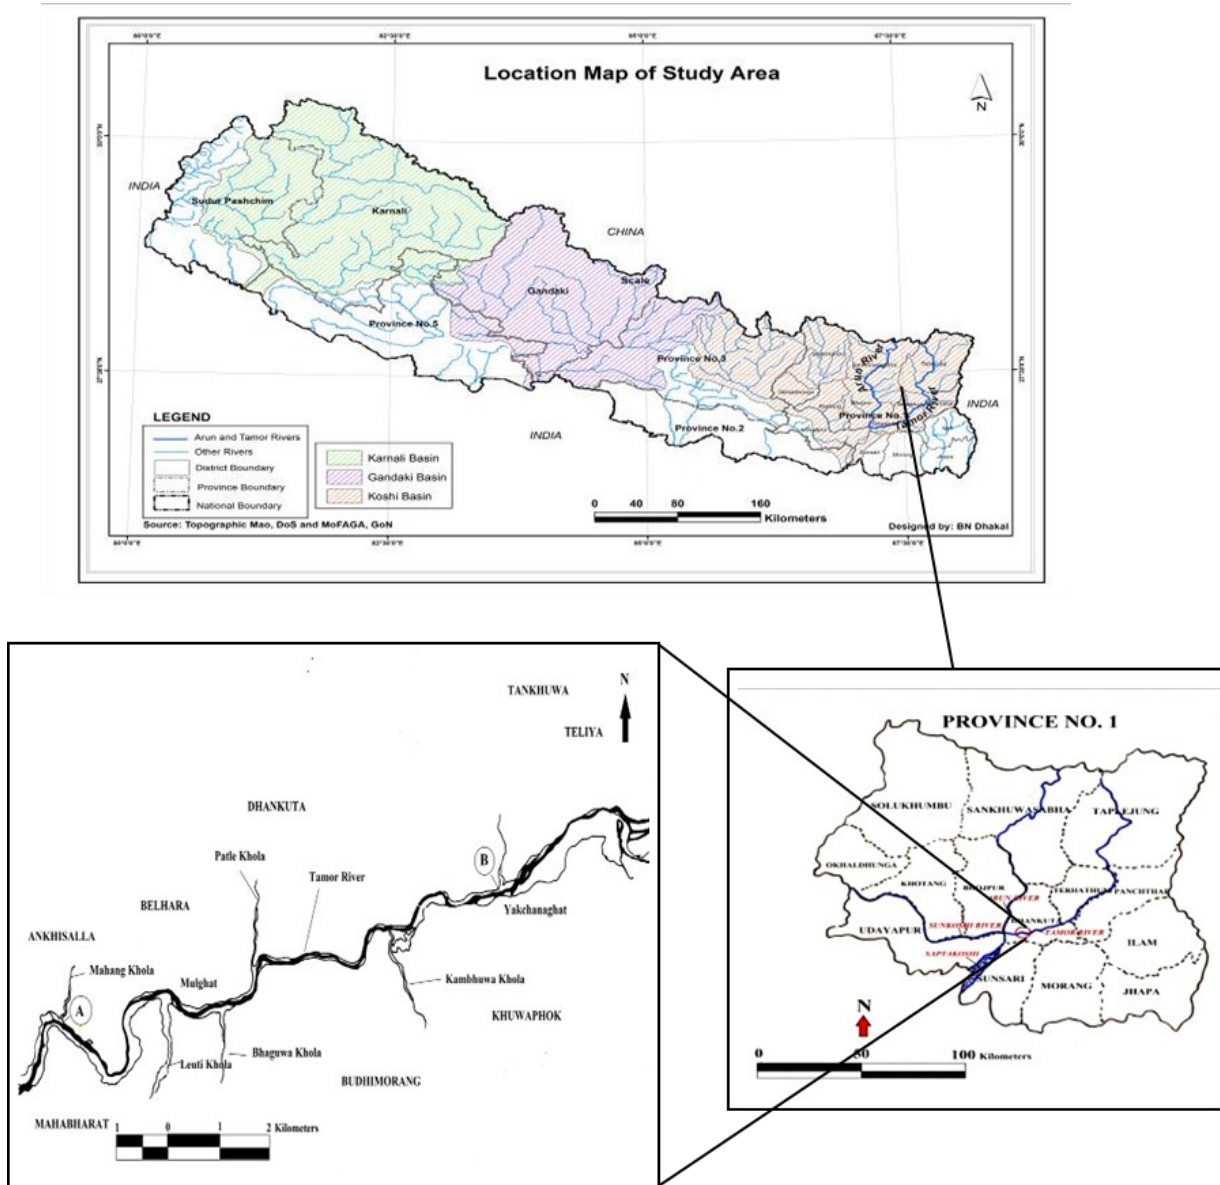 Location Map of Study Area
N
INDIA
Sudur Pashchim
Karnali
CHINA
Scale
Gandaki
Province No.5
Province No.3
Arun River
Tamor River
Province No.
INDIA
Province No.2
INDIA
LEGEND
Arun and Tamor Rivers
Other Rivers
District Boundary
Province Boundary
National Boundary
Karnali Basin
Gandaki Basin
Koshi Basin
0 40 80 160
Kilometers
Source: Topographic Mao, DoS and MoFAGA, GoN
Designed by: BN Dhakal
TANKHUWA
N
TELIYA
DHANKUTA
Patle Khola
B
Tamor River
BELHARA
Yakchanaghat
ANKHISALLA
Mahang Khola
Mulghat
Kambhuwa Khola
A
KHUWAPHOK
Leuti Khola
Bhaguwa Khola
BUDHIMORANG
MAHABHARAT
1 0 1 2 Kilometers
PROVINCE NO. 1
SOLUKHUMBU
SANKHUWASABHA
TAPLEJUNG
OKHALDHUNGA
KHOTANG
TERHATHUM
PANCHTHAR
SUNKOSHI RIVER
DHANKUTA
UDAYAPUR
TAMOR RIVER
ILAM
SAPTAKOSHI
SUNSARI
MORANG
JHAPA
N
0 50 100 Kilometers